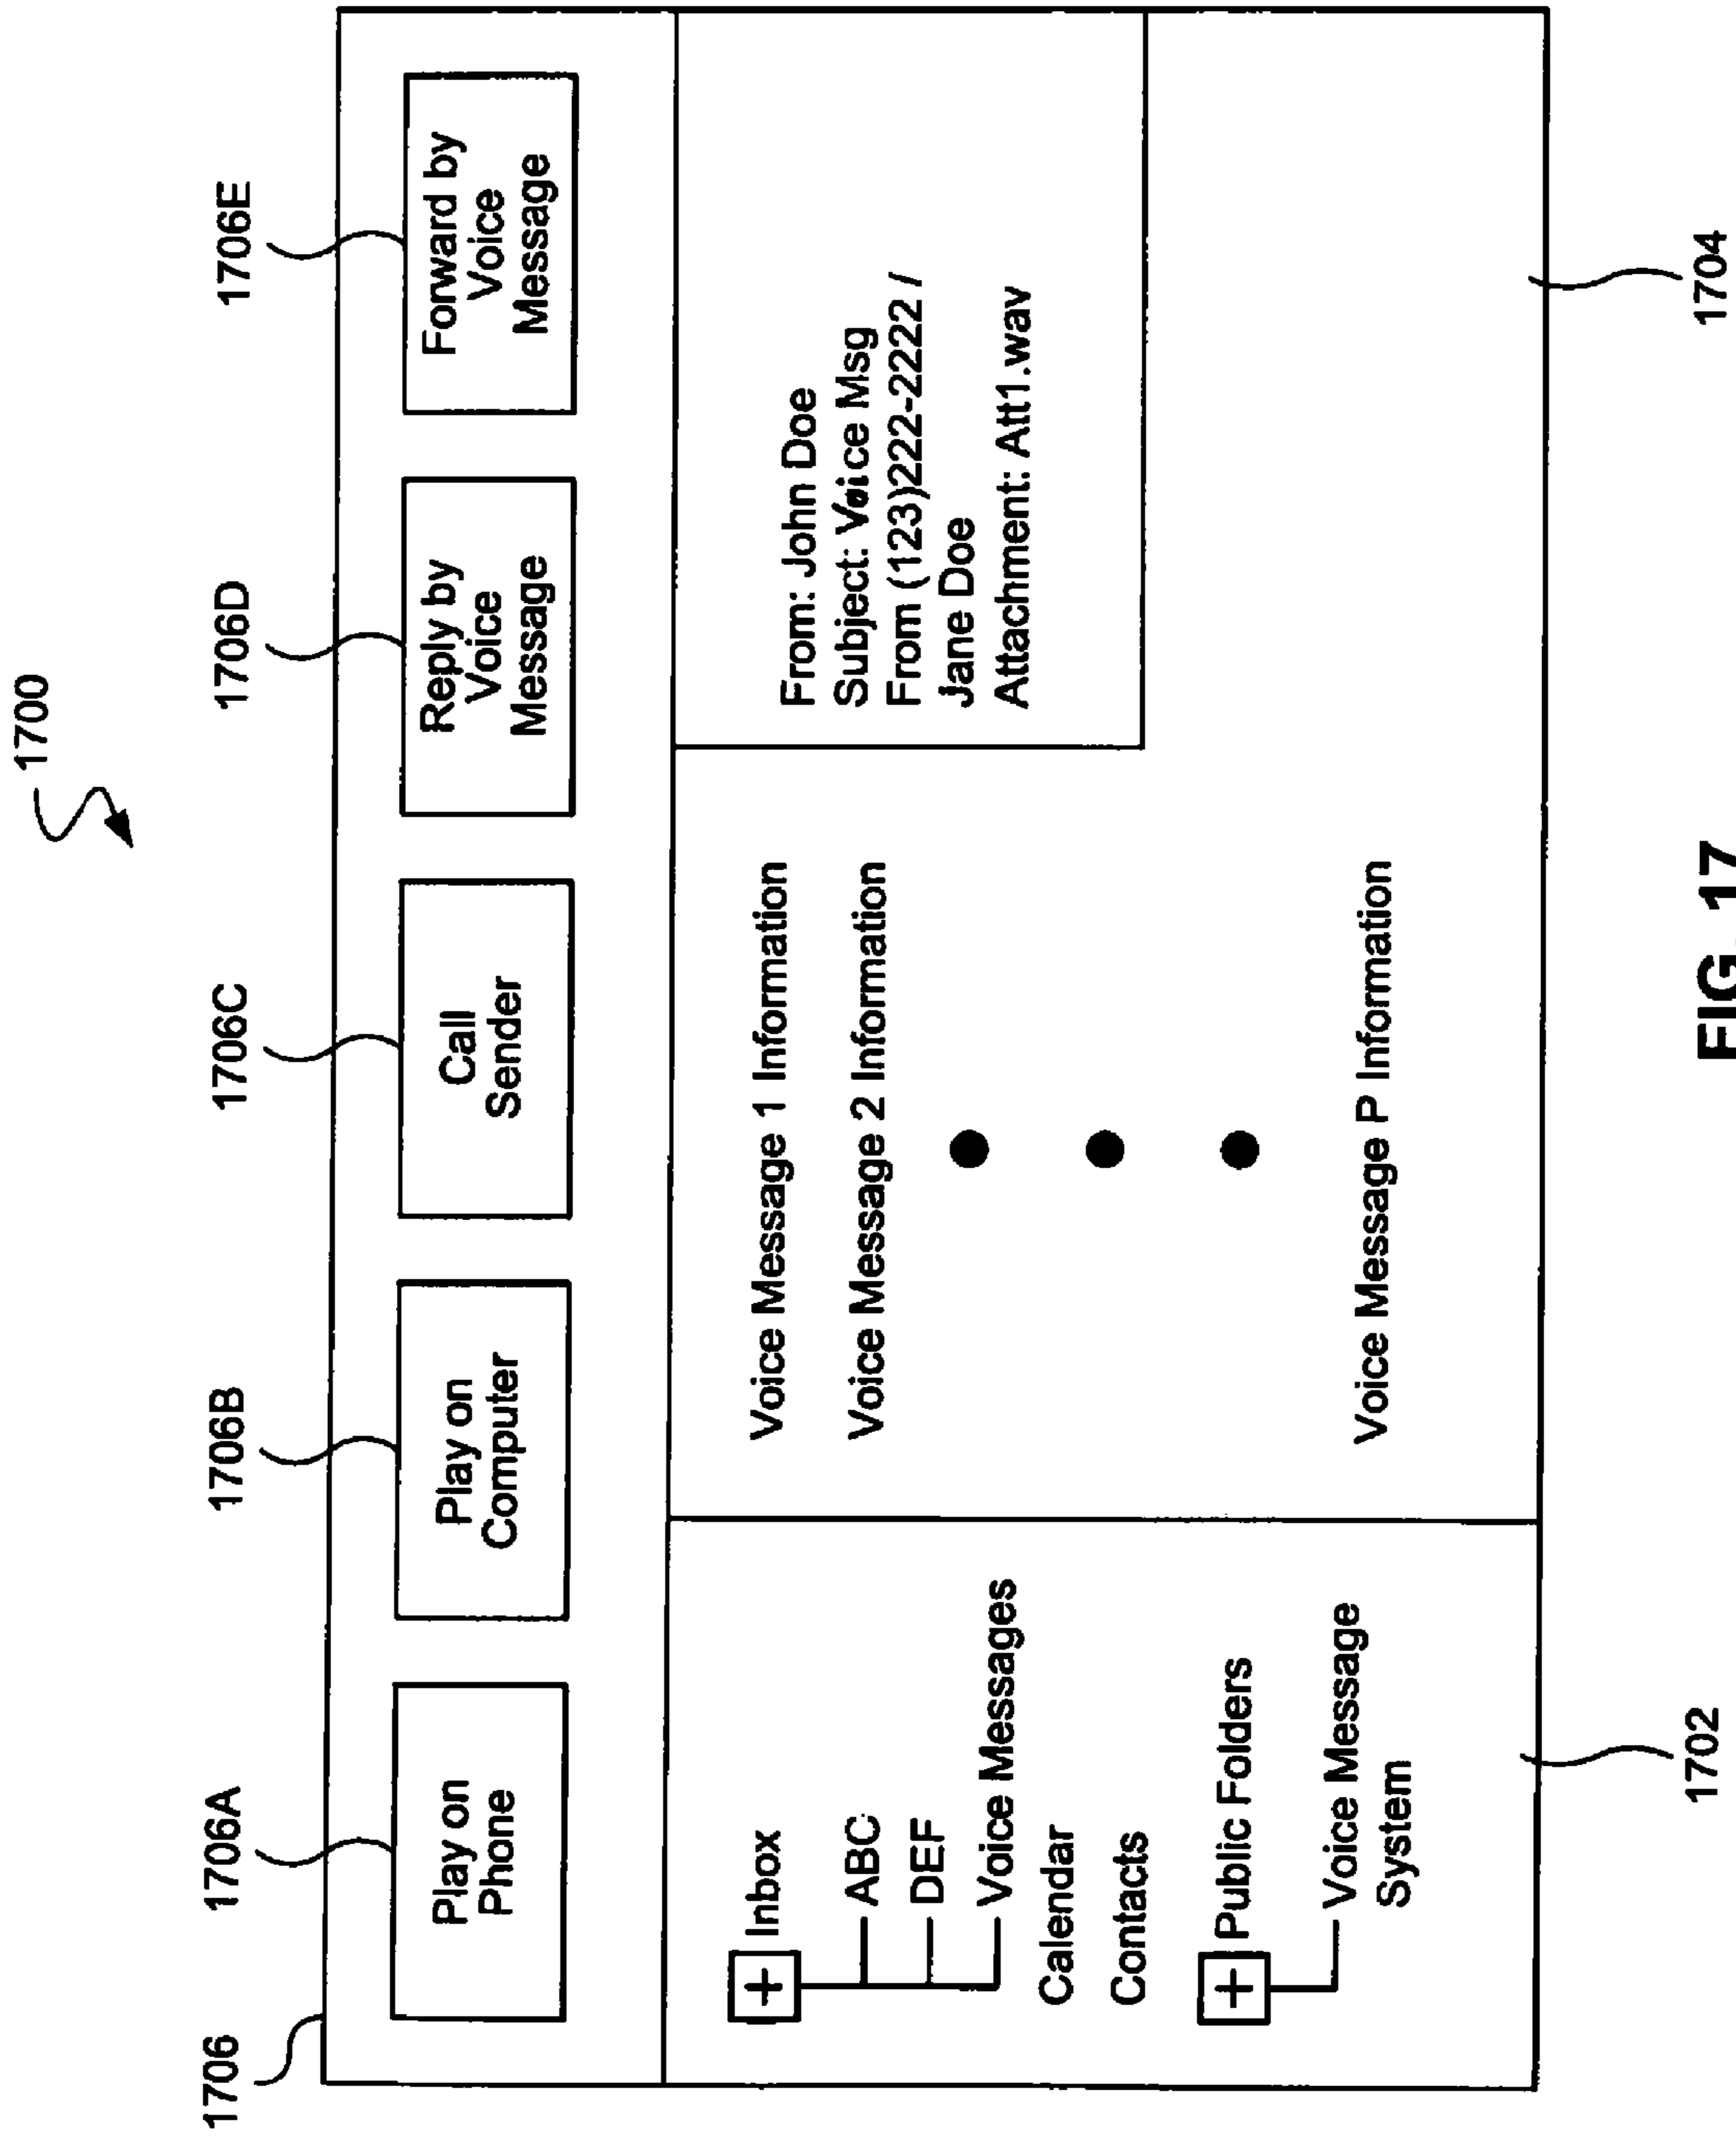 1700
1706
1706A
1706B
1706C
1706D
1706E
Play on
Phone
Play on
Computer
Call
Sender
Reply by
Voice
Message
Forward by
Voice
Message
+ Inbox
ABC
DEF
Voice Messages
Calendar
Contacts
+ Public Folders
Voice Message
System
Voice Message 1 Information
Voice Message 2 Information
Voice Message P Information
From: John Doe
Subject: Voice Msg
From (123)222-2222 /
Jane Doe
Attachment: Att1.wav
1702
1704
FIG. 17